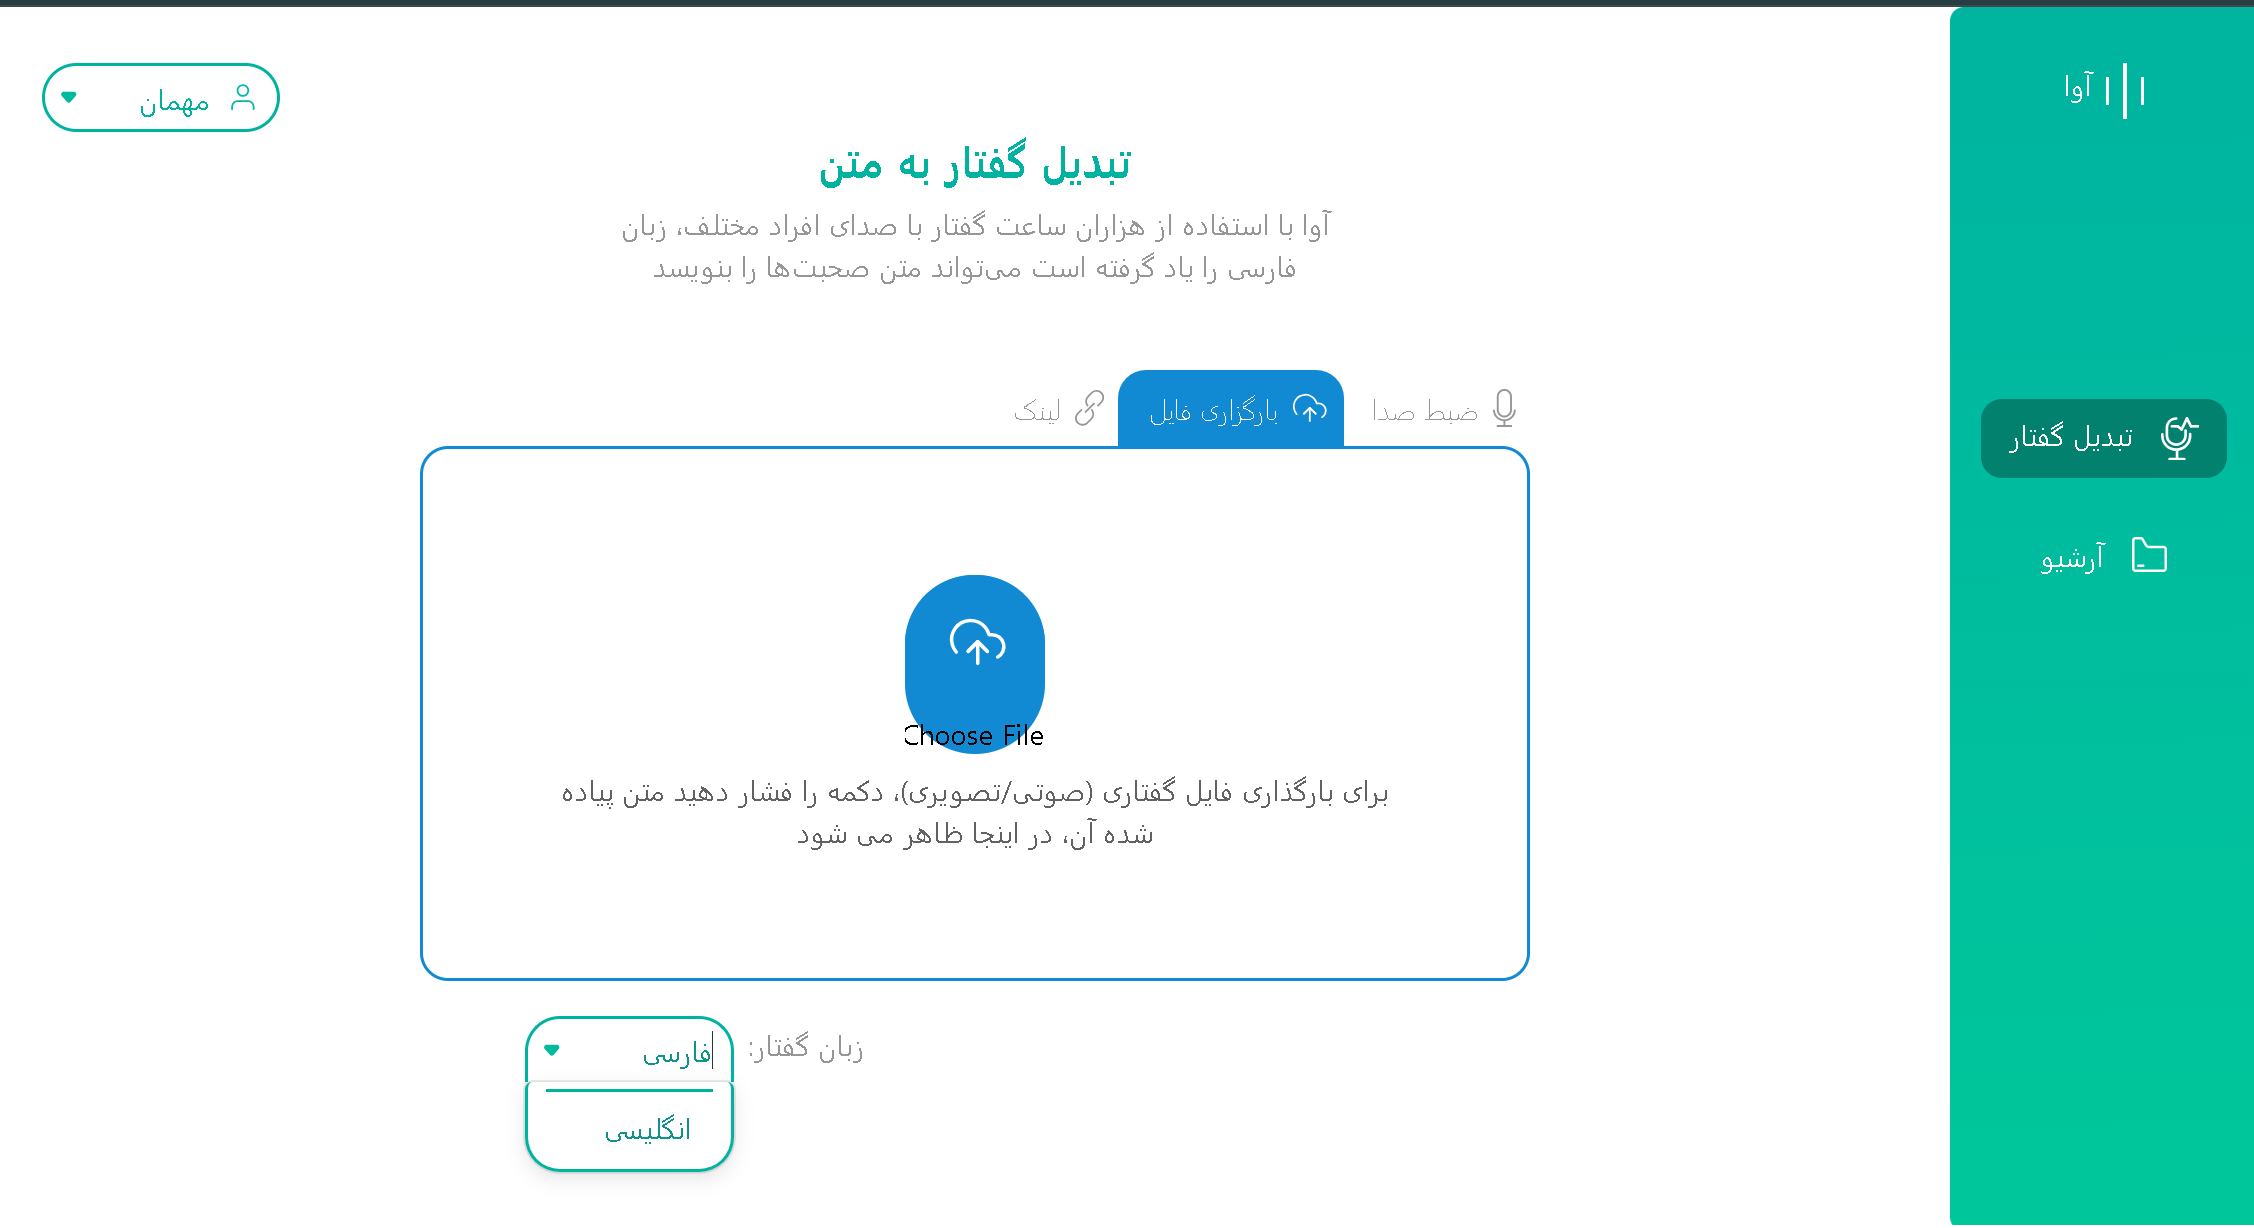 آوا
مهمان
تبدیل گفتار به متن
آوا با استفاده از هزاران ساعت گفتار با صدای افراد مختلف، زبان
فارسی را یاد گرفته است می‌تواند متن صحبت‌ها را بنویسد
ضبط صدا
بارگزاری فایل
لینک
تبدیل گفتار
آرشیو
Choose File
برای بارگذاری فایل گفتاری (صوتی/تصویری)، دکمه را فشار دهید متن پیاده
شده آن، در اینجا ظاهر می شود
زبان گفتار:
فارسی
انگلیسی